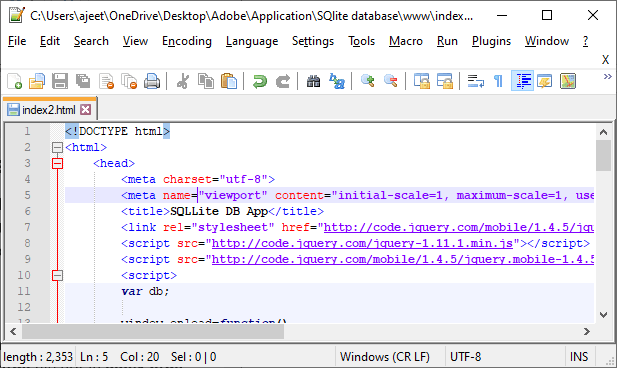 C:\Users\ajeet\OneDrive\Desktop\Adobe\Application\SQlite database\www\index...
File Edit Search View Encoding Language Settings Tools Macro Run Plugins Window ?
X
index2.html
1 <!DOCTYPE html>
2 <html>
3 <head>
4 <meta charset="utf-8">
5 <meta name="viewport" content="initial-scale=1, maximum-scale=1, use
6 <title>SQLLite DB App</title>
7 <link rel="stylesheet" href="http://code.jquery.com/mobile/1.4.5/jqu
8 <script src="http://code.jquery.com/jquery-1.11.1.min.js"></script>
9 <script src="http://code.jquery.com/mobile/1.4.5/jquery.mobile-1.4.5
10 <script>
11 var db;
12
13 window.onload=function()
length : 2,353 Ln : 5 Col : 20 Sel : 0 | 0 Windows (CR LF) UTF-8 INS